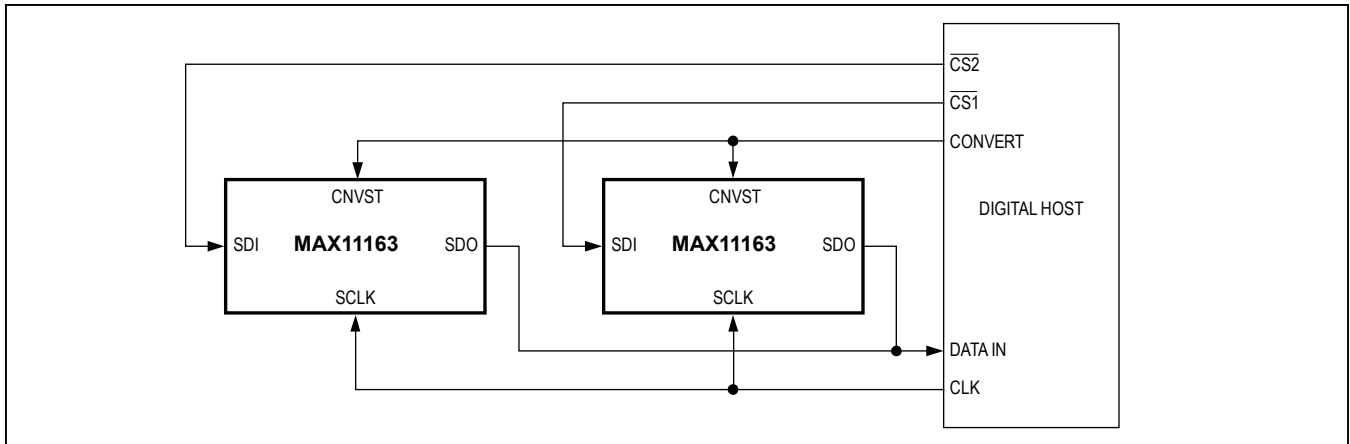 CS2
CS1
CONVERT
CNVST
CNVST
DIGITAL HOST
SDI MAX11163 SDO
SDI MAX11163 SDO
SCLK
SCLK
DATA IN
CLK